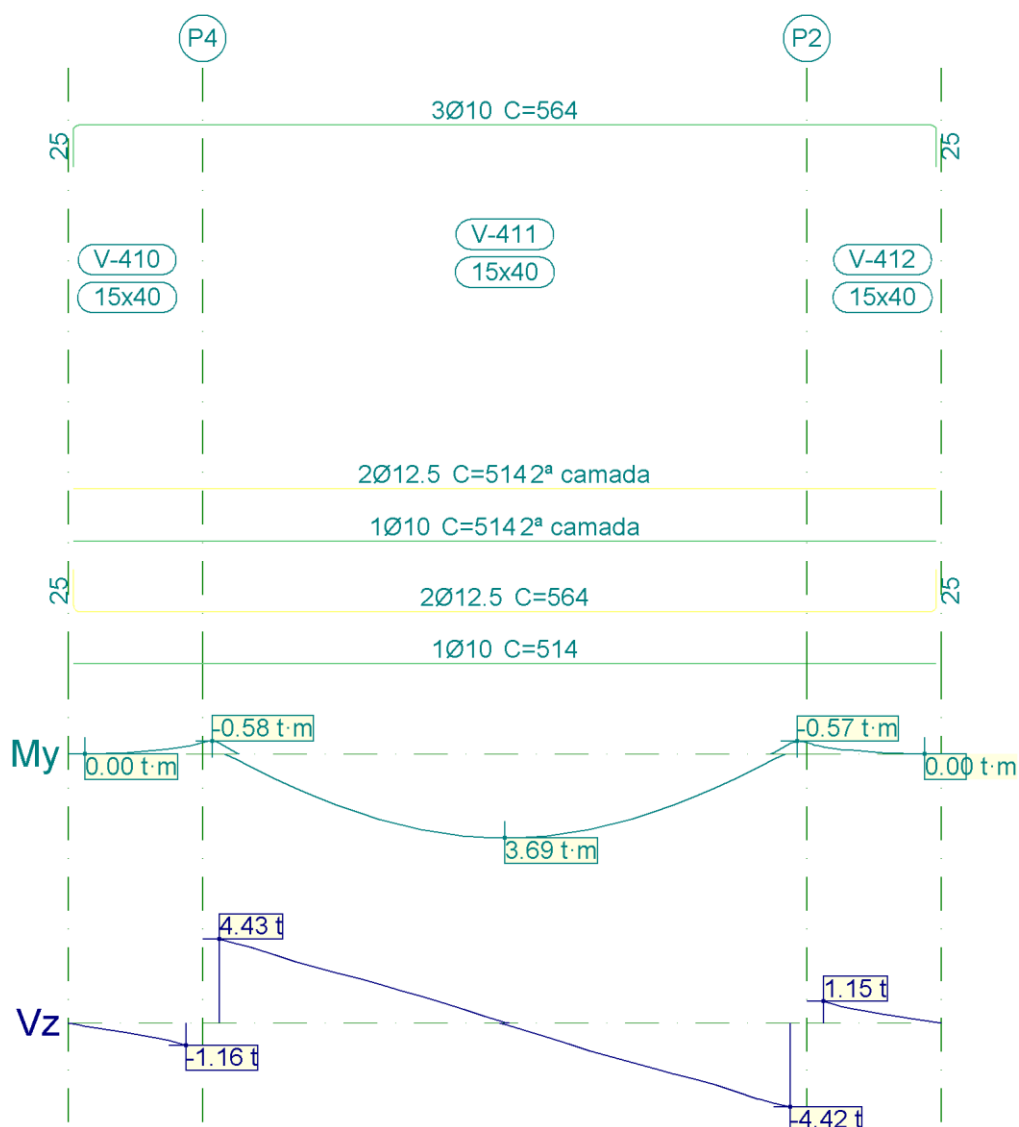 P4
P2
3Ø10 C=564
25
25
V-411
V-410
V-412
15x40
15x40
15x40
2Ø12.5 C=514 2ª camada
1Ø10 C=514 2ª camada
25
25
2Ø12.5 C=564
1Ø10 C=514
-0.58 t·m
-0.57 t·m
My
0.00 t·m
0.00 t·m
3.69 t·m
4.43 t
1.15 t
Vz
-1.16 t
-4.42 t